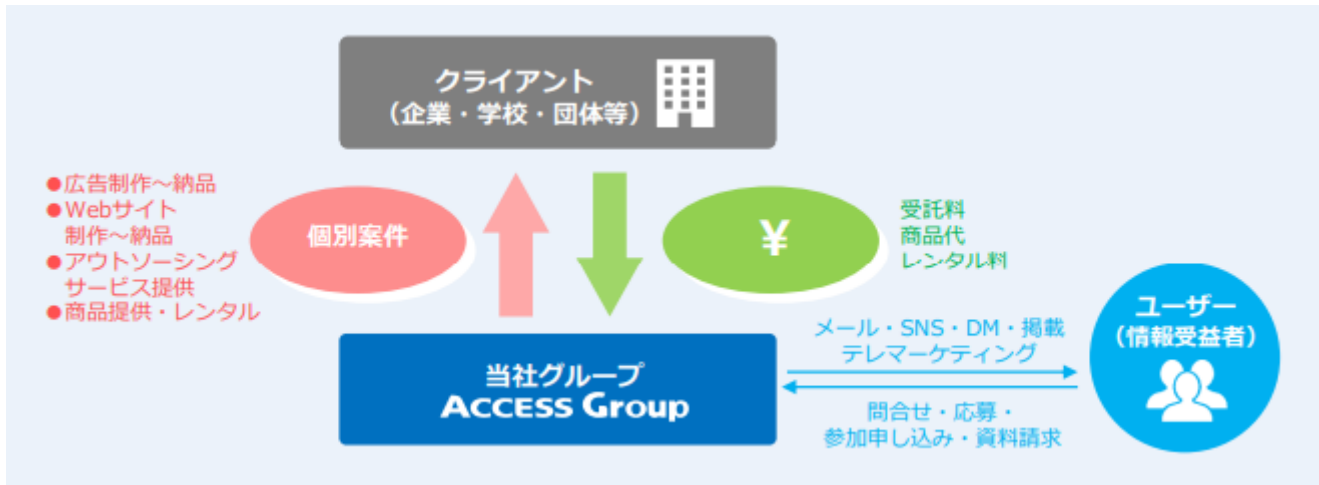 クライアント
（企業・学校・団体等）
●広告制作～納品
●Webサイト
制作～納品
●アウトソーシング
サービス提供
●商品提供・レンタル
個別案件
¥
受託料
商品代
レンタル料
当社グループ
ACCESS Group
メール・SNS・DM・掲載
テレマーケティング
問合せ・応募・
参加申し込み・資料請求
ユーザー
（情報受益者）